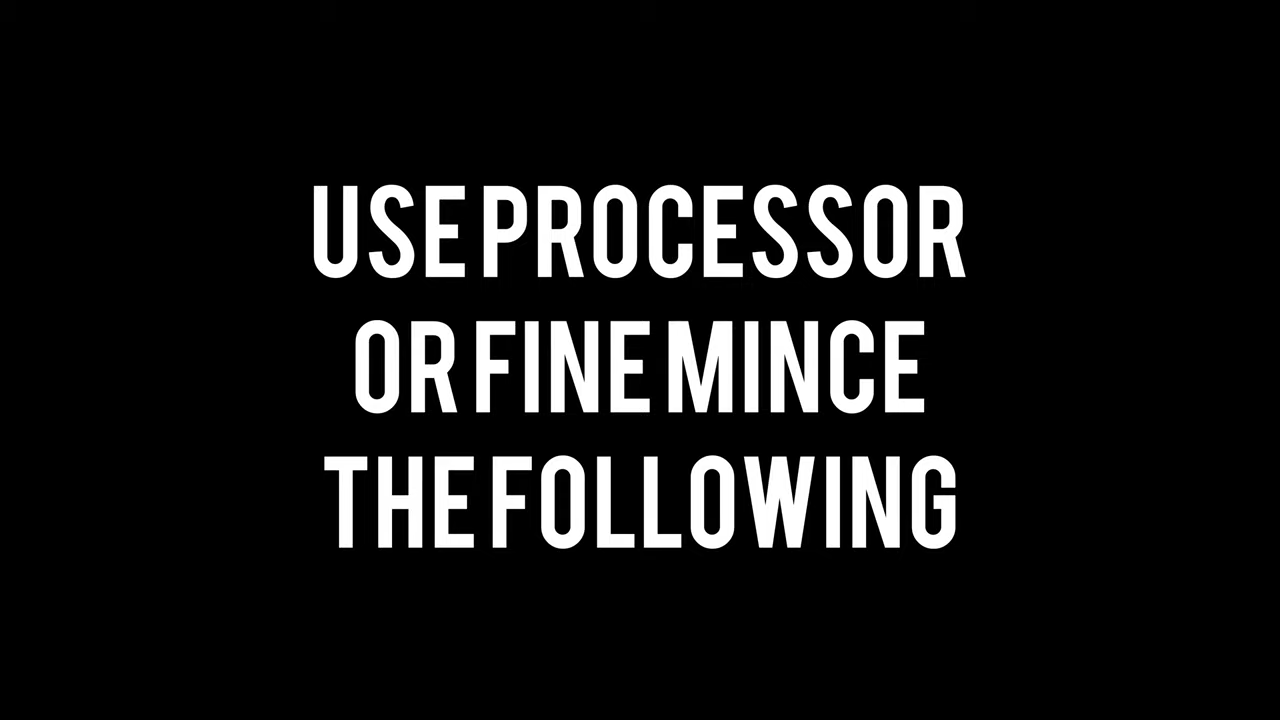 USE PROCESSOR
OR FINE MINCE
THE FOLLOWING